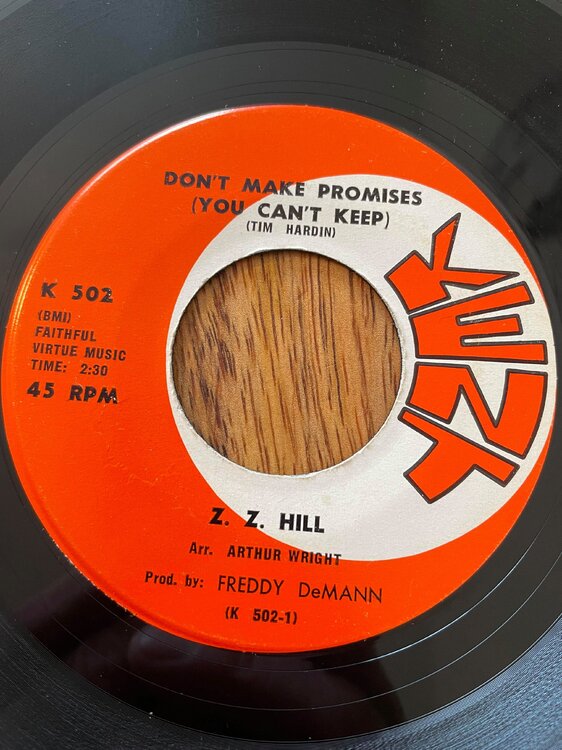 DON'T MAKE PROMISES
(YOU CAN'T KEEP)
(TIM HARDIN)
K 502
(BMI)
FAITHFUL
VIRTUE MUSIC
TIME: 2:30
45 RPM
KENT
Z. Z. HILL
Arr. ARTHUR WRIGHT
Prod. by: FREDDY DeMANN
(K 502-1)